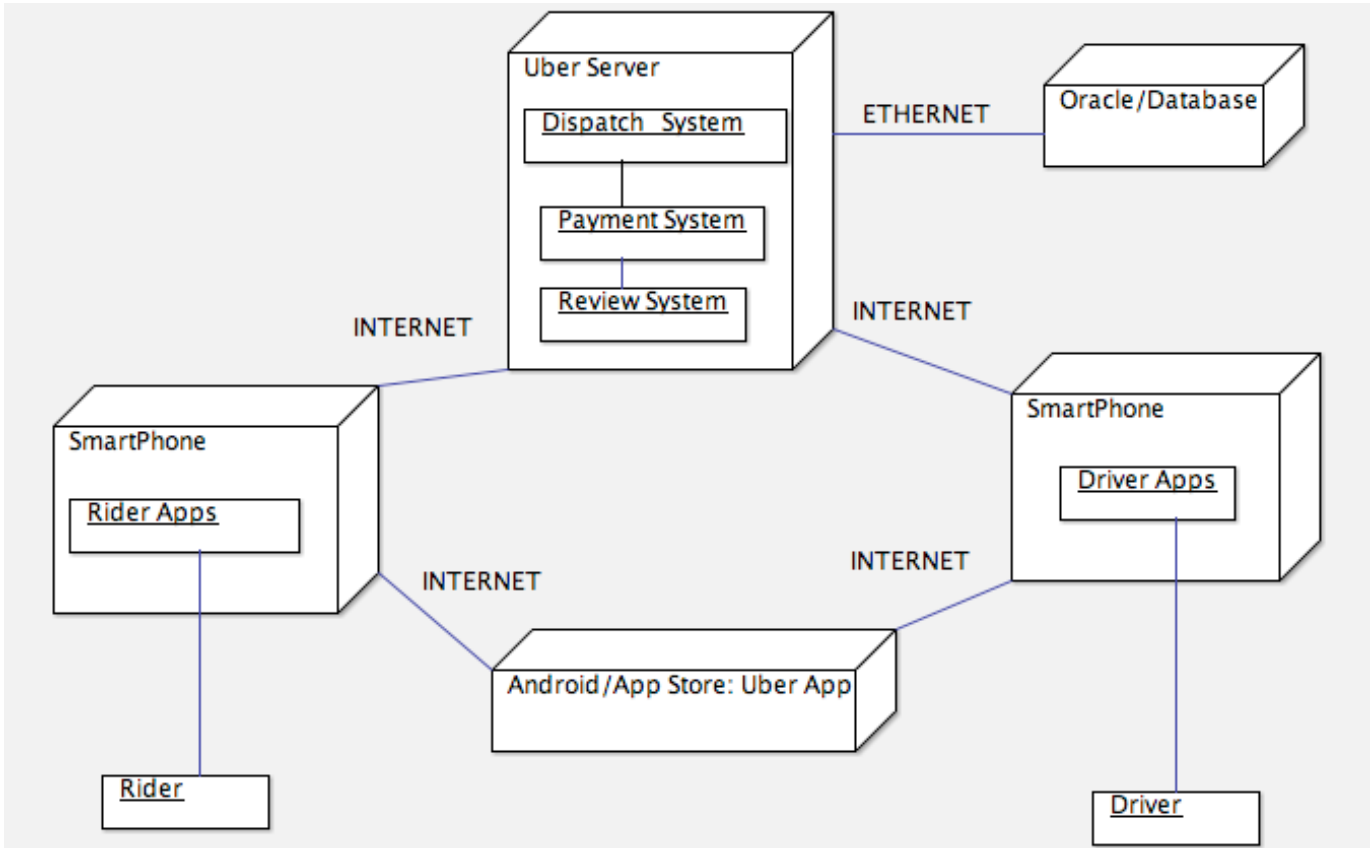 Uber Server
Dispatch System
Payment System
Review System
ETHERNET
Oracle/Database
INTERNET
INTERNET
SmartPhone
Rider Apps
SmartPhone
Driver Apps
INTERNET
INTERNET
Android/App Store: Uber App
Rider
Driver